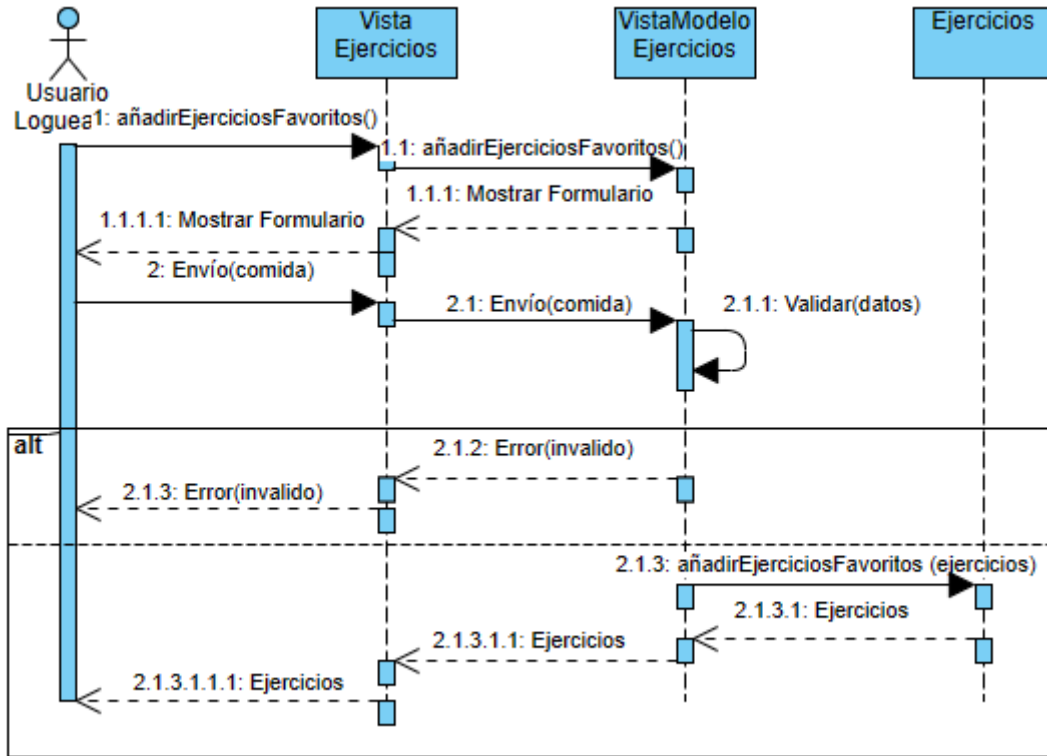 Vista
Ejercicios
VistaModelo
Ejercicios
Ejercicios
Usuario
Loguea
1: añadirEjerciciosFavoritos()
1.1: añadirEjerciciosFavoritos()
1.1.1: Mostrar Formulario
1.1.1.1: Mostrar Formulario
2: Envío(comida)
2.1: Envío(comida)
2.1.1: Validar(datos)
alt
2.1.2: Error(invalido)
2.1.3: Error(invalido)
2.1.3: añadirEjerciciosFavoritos (ejercicios)
2.1.3.1: Ejercicios
2.1.3.1.1: Ejercicios
2.1.3.1.1.1: Ejercicios